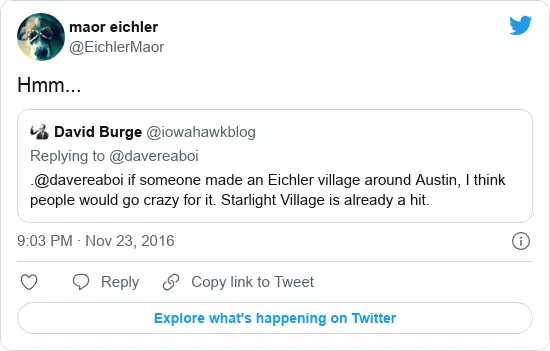 maor eichler
@EichlerMaor
Hmm...
David Burge @iowahawkblog
Replying to @davereaboi
.@davereaboi if someone made an Eichler village around Austin, I think
people would go crazy for it. Starlight Village is already a hit.
9:03 PM · Nov 23, 2016
Reply
Copy link to Tweet
Explore what's happening on Twitter